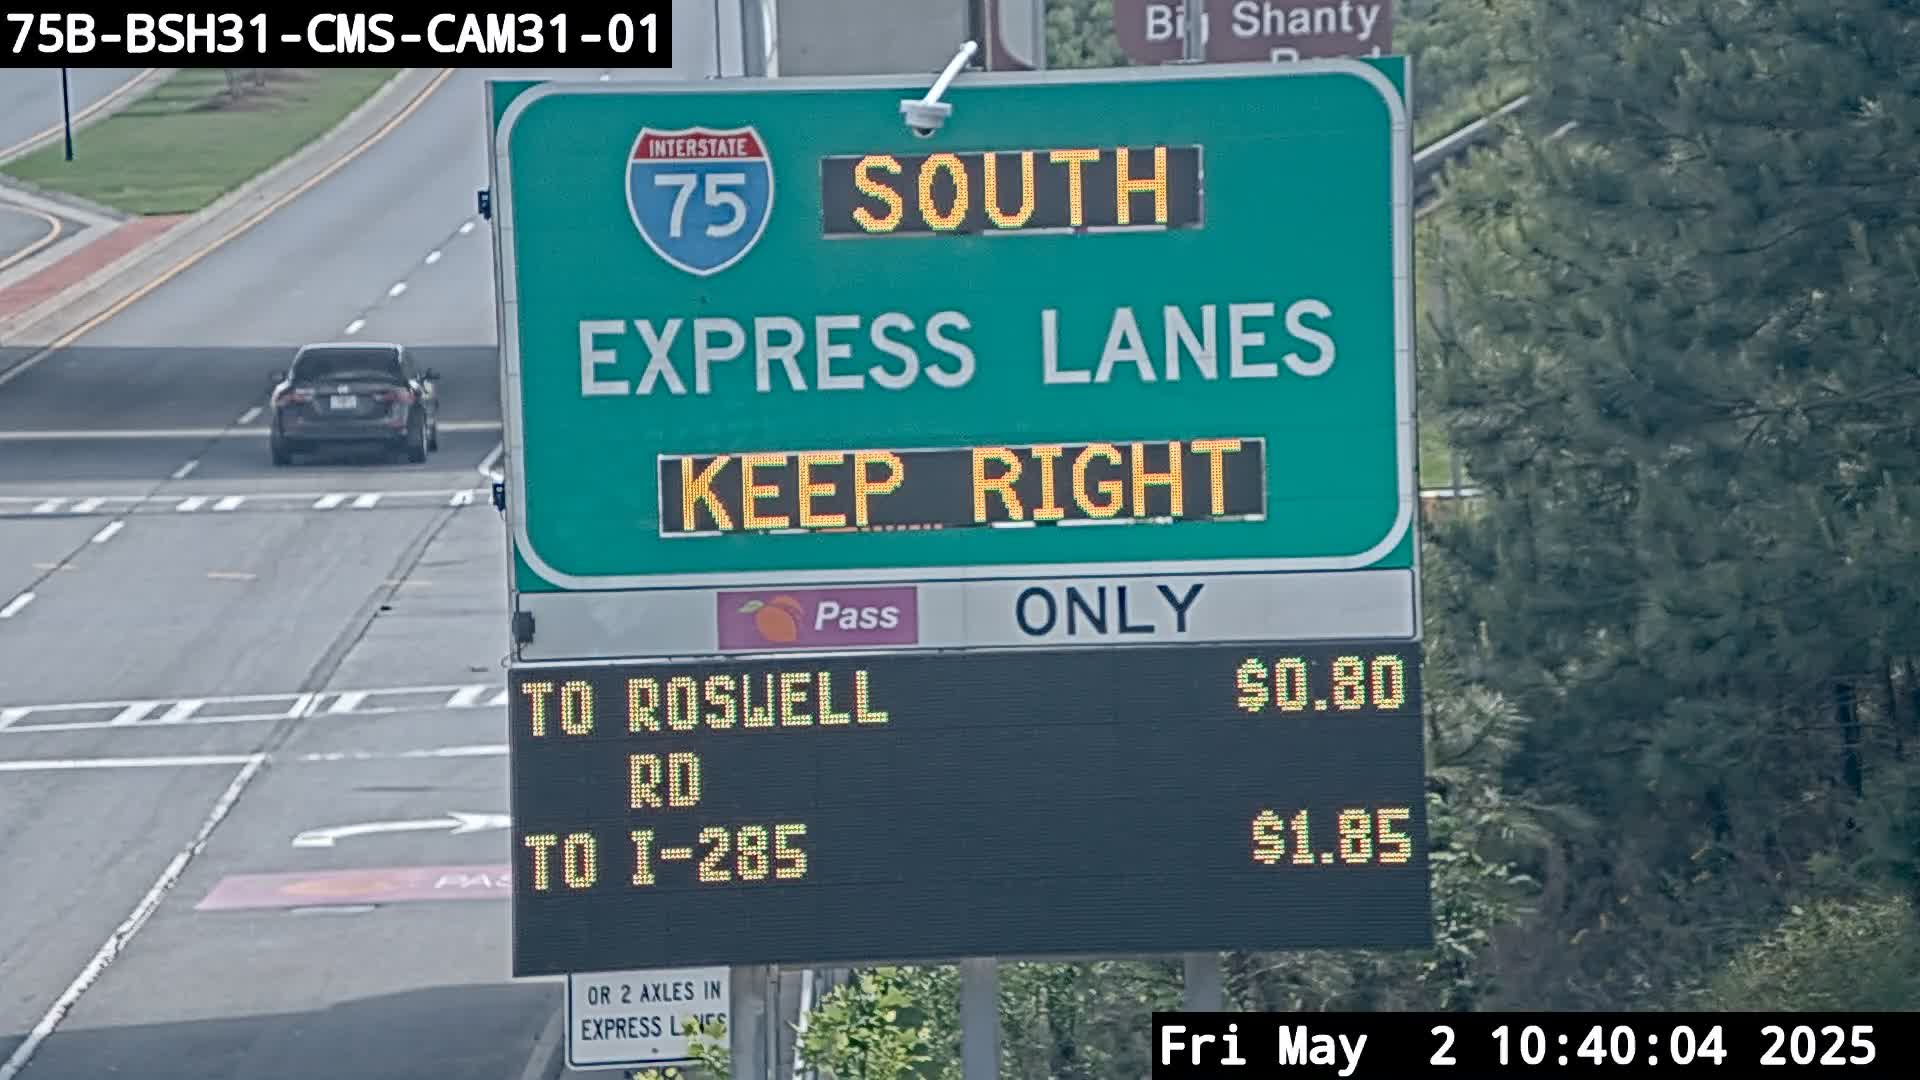 75B-BSH31-CMS-CAM31-01
Big Shanty
INTERSTATE
75
SOUTH
EXPRESS LANES
KEEP RIGHT
Pass
ONLY
TO ROSWELL $0.80
RD
TO I-285 $1.85
OR 2 AXLES IN
EXPRESS LANES
Fri May 2 10:40:04 2025